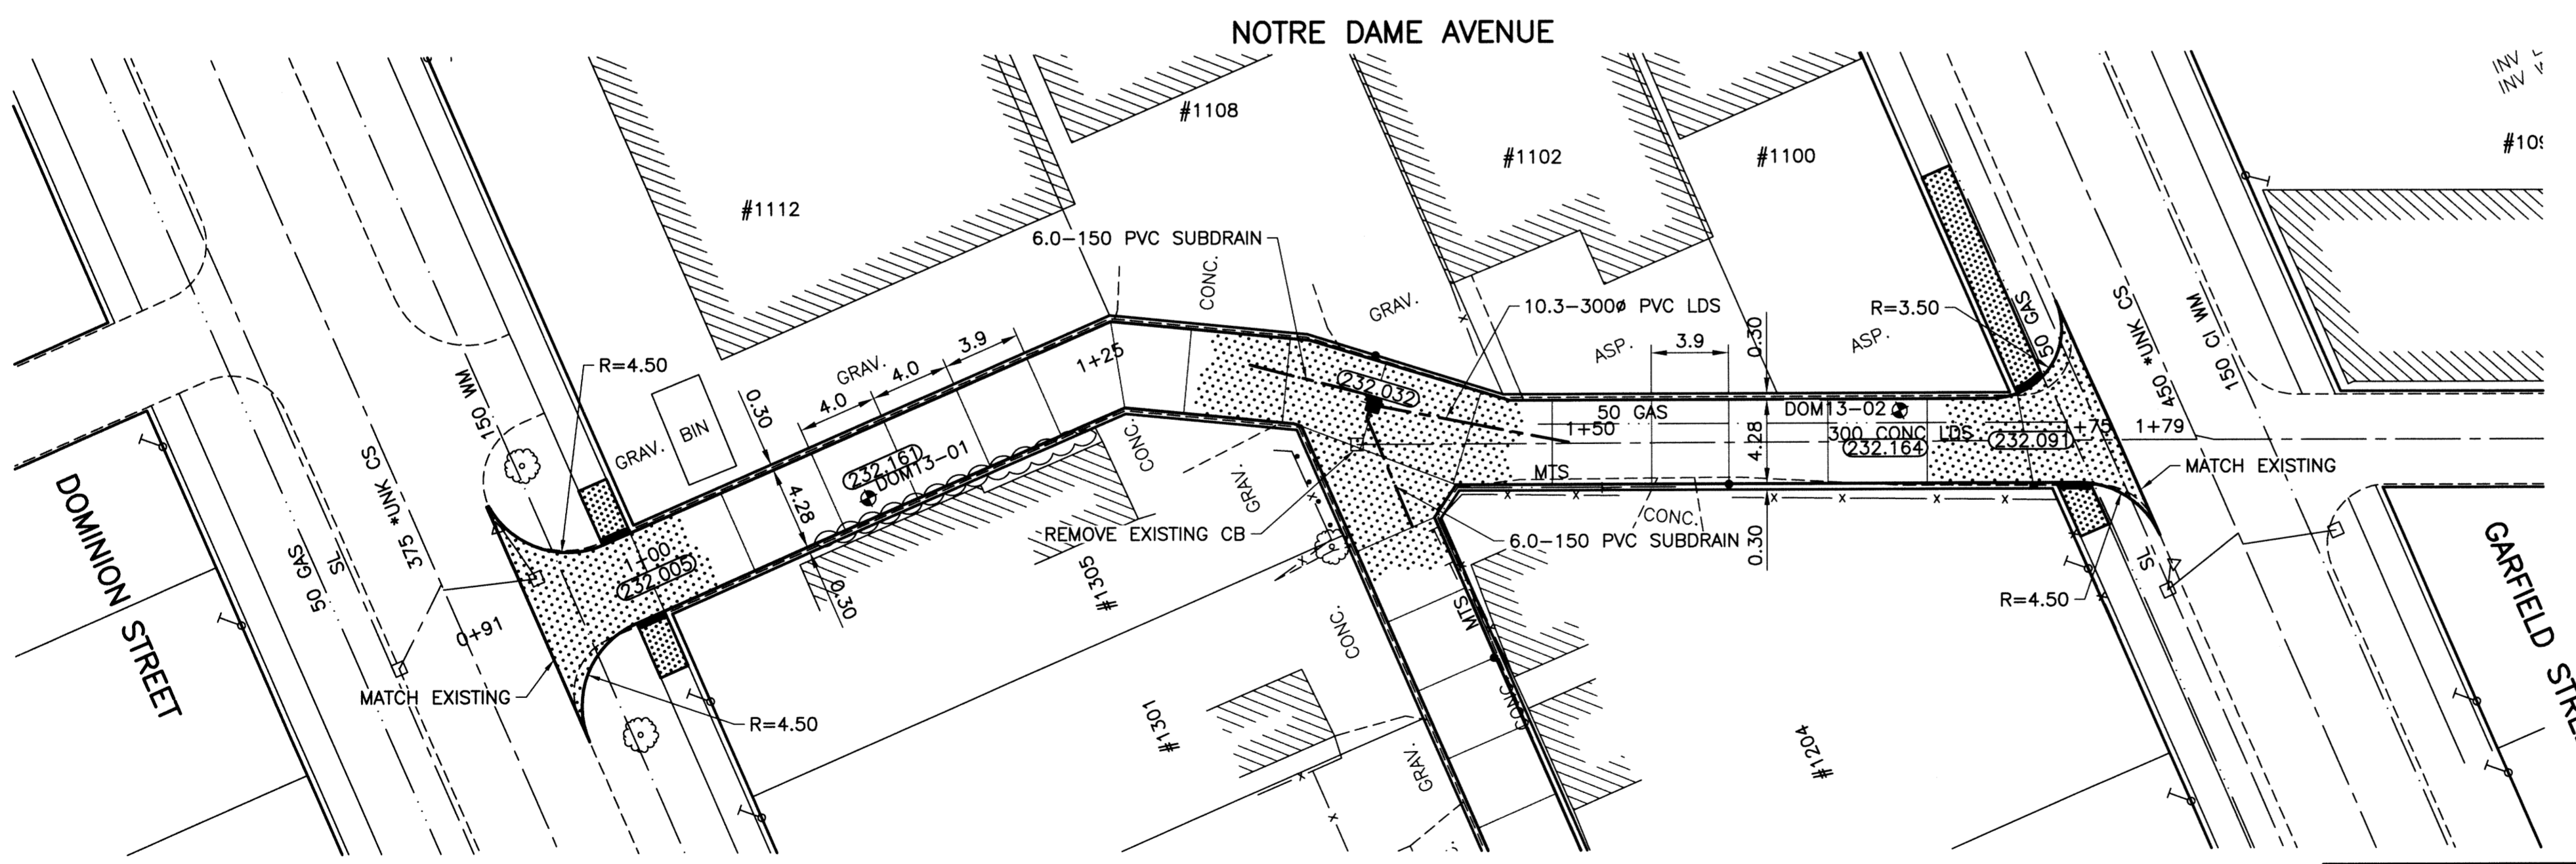 NOTRE DAME AVENUE
INV
INV
#1108
#1102
#1100
#1112
6.0-150 PVC SUBDRAIN
CONC.
GRAV.
10.3-300ø PVC LDS
R=3.50
50 GAS
450 *UNK CS
150 CI WM
R=4.50
150 WM
375 *UNK CS
GRAV.
BIN
GRAV.
0.30
4.0
4.0
3.9
1+25
232.032
ASP.
3.9
0.30
ASP.
50 GAS
1+50
DOM13-02
4.28
300 CONC LDS
232.164
232.091
+75
1+79
MATCH EXISTING
232.161
DOM13-01
4.28
CONC.
GRAV.
MTS
CONC.
REMOVE EXISTING CB
6.0-150 PVC SUBDRAIN
0.30
DOMINION STREET
50 GAS
SL
1+00
232.005
0+91
0.30
#1305
MTS
CONC.
CONC
R=4.50
SL
MATCH EXISTING
R=4.50
#1301
GRAV.
#1204
GARFIELD